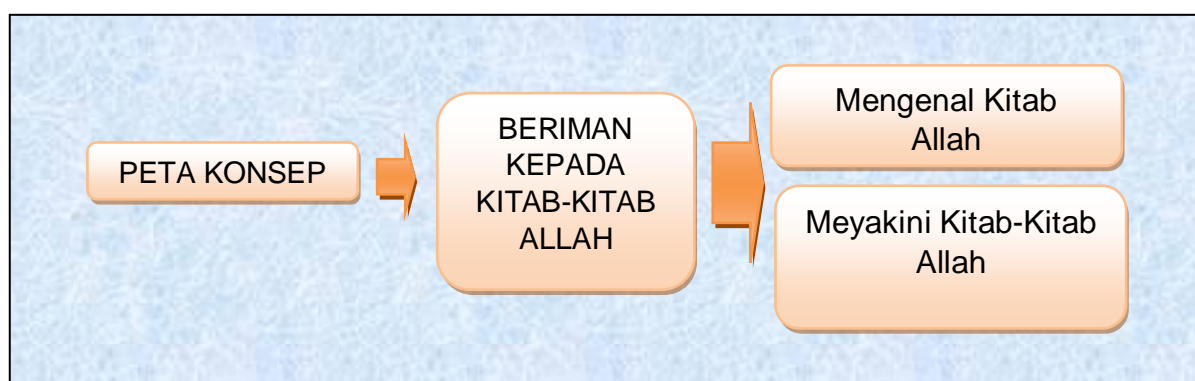 PETA KONSEP
BERIMAN
KEPADA
KITAB-KITAB
ALLAH
Mengenal Kitab
Allah
Meyakini Kitab-Kitab
Allah